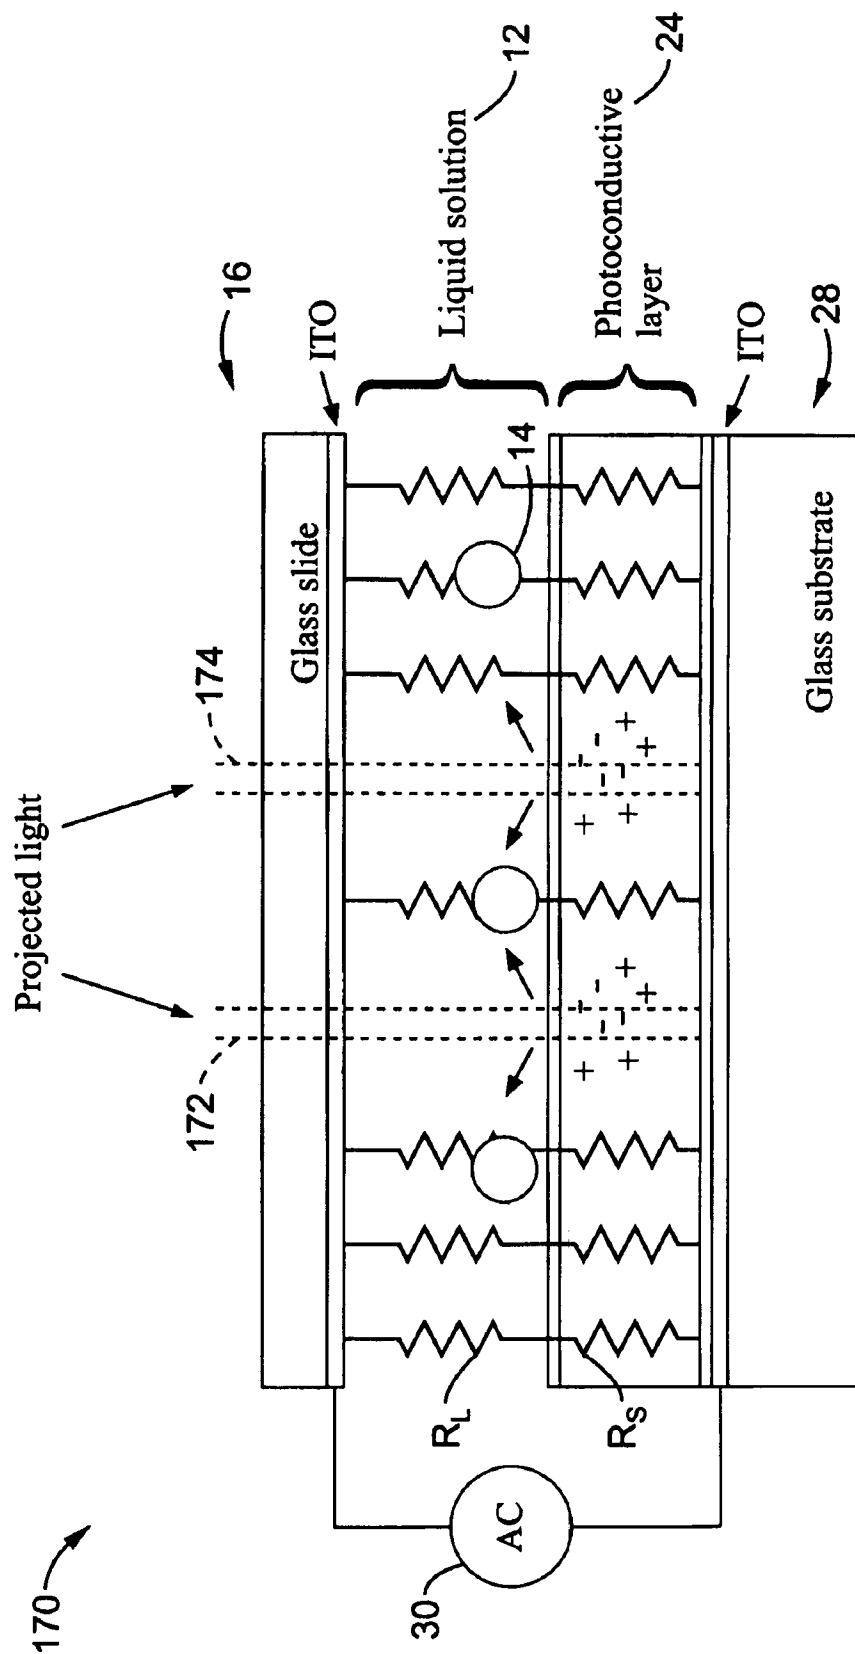 170
Projected light
172
174
16
Glass slide
ITO
Liquid solution
12
14
Photoconductive
layer
24
R_L
R_S
+ + - - - - + +
+ + - - - - + +
AC
30
ITO
28
Glass substrate